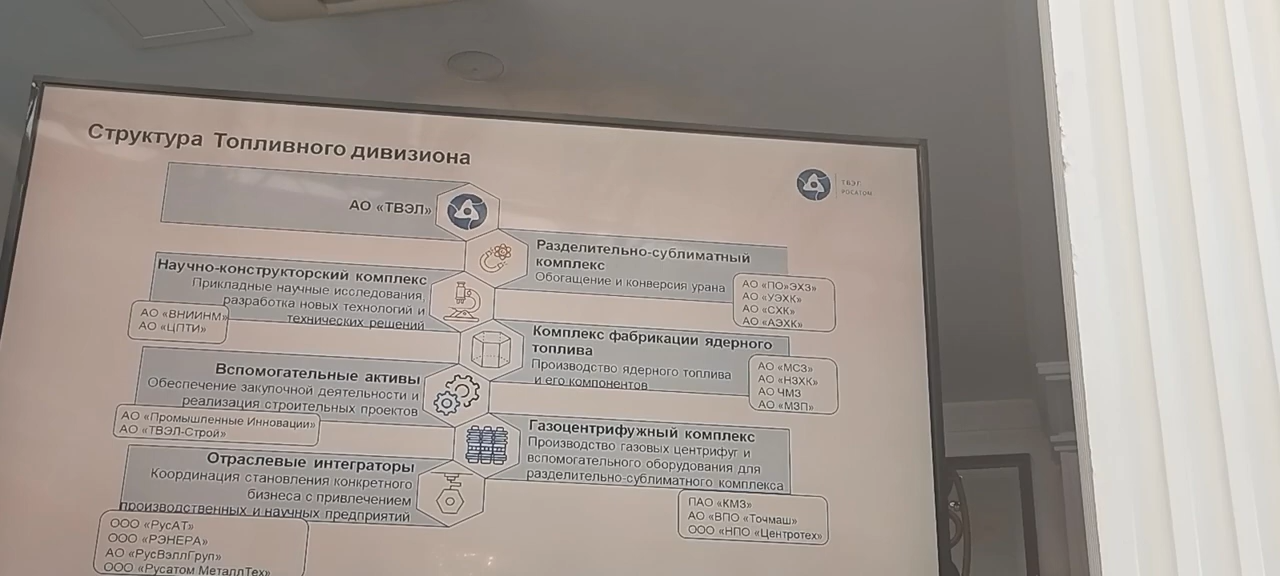 Структура Топливного дивизиона
ТВЭЛ
РОСАТОМ
АО «ТВЭЛ»
Разделительно-сублиматный
комплекс
Обогащение и конверсия урана
АО «ПО»ЭХЗ»
АО «УЭХК»
АО «СХК»
АО «АЭХК»
Научно-конструкторский комплекс
Прикладные научные исследования,
разработка новых технологий и
технических решений
АО «ВНИИНМ»
АО «ЦПТИ»
Комплекс фабрикации ядерного
топлива
Производство ядерного топлива
и его компонентов
АО «МСЗ»
АО «НЗХК»
АО ЧМЗ
АО «МЗП»
Вспомогательные активы
Обеспечение закупочной деятельности и
реализация строительных проектов
АО «Промышленные Инновации»
АО «ТВЭЛ-Строй»
Газоцентрифужный комплекс
Производство газовых центрифуг и
вспомогательного оборудования для
разделительно-сублиматного комплекса
ПАО «КМЗ»
АО «ВПО «Точмаш»
ООО «НПО «Центротех»
Отраслевые интеграторы
Координация становления конкретного
бизнеса с привлечением
производственных и научных предприятий
ООО «РусАТ»
ООО «РЭНЕРА»
АО «РусВэллГруп»
ООО «Русатом МеталлТех»